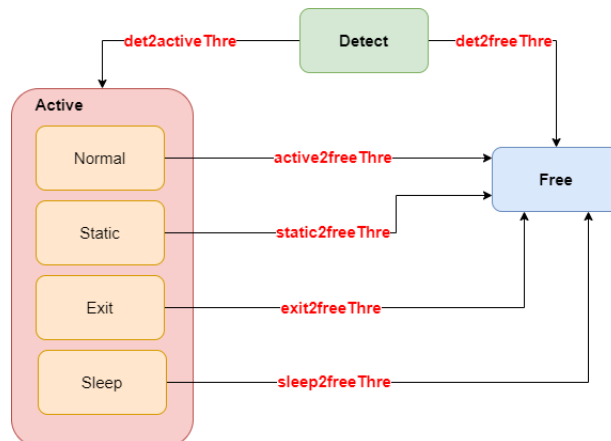 Detect
det2activeThre
det2freeThre
Active
Normal
active2freeThre
Free
Static
static2freeThre
Exit
exit2freeThre
Sleep
sleep2freeThre